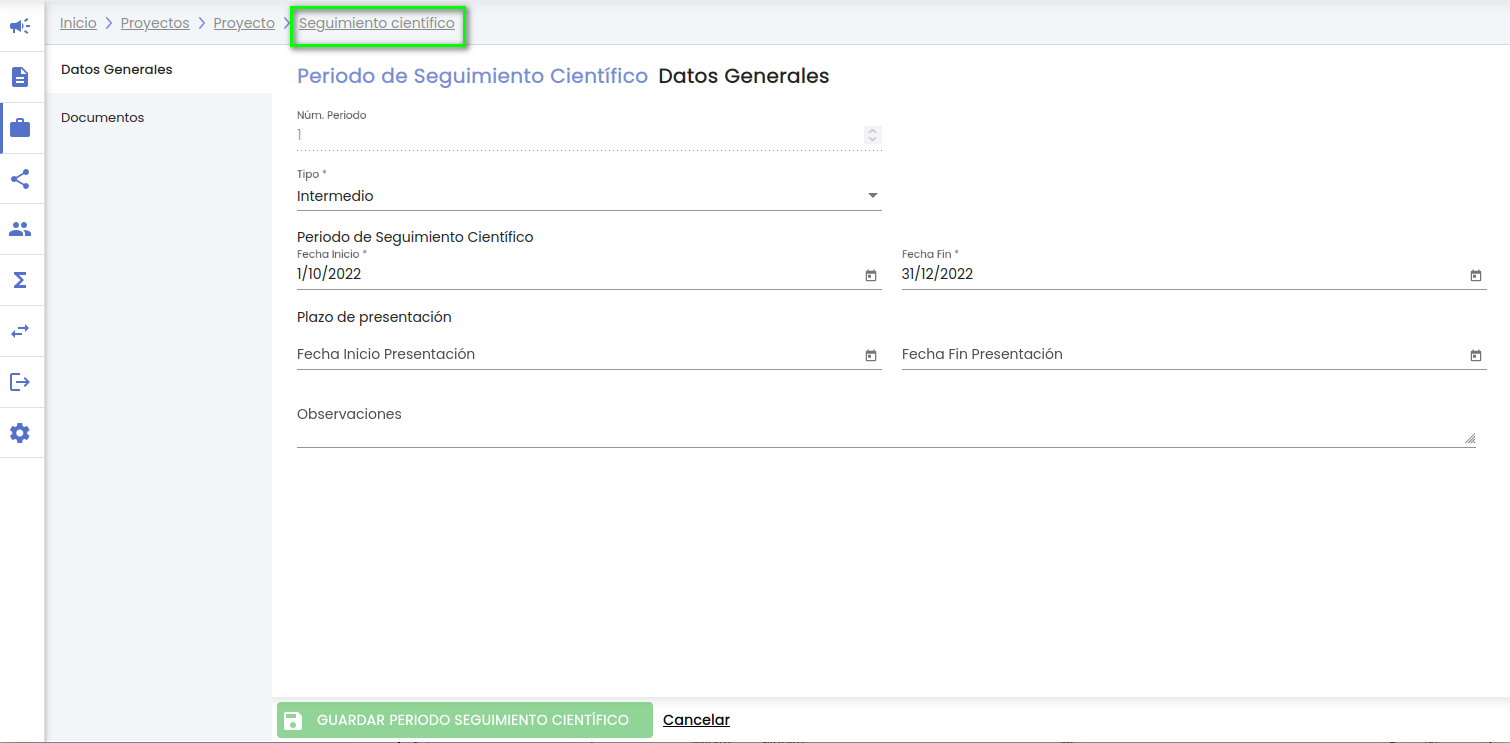 Inicio > Proyectos > Proyecto > Seguimiento científico
Datos Generales
Documentos
Periodo de Seguimiento Científico Datos Generales
Núm. Periodo
1
Tipo *
Intermedio
Periodo de Seguimiento Científico
Fecha Inicio * Fecha Fin *
1/10/2022 31/12/2022
Plazo de presentación
Fecha Inicio Presentación Fecha Fin Presentación
Observaciones
GUARDAR PERIODO SEGUIMIENTO CIENTÍFICO Cancelar